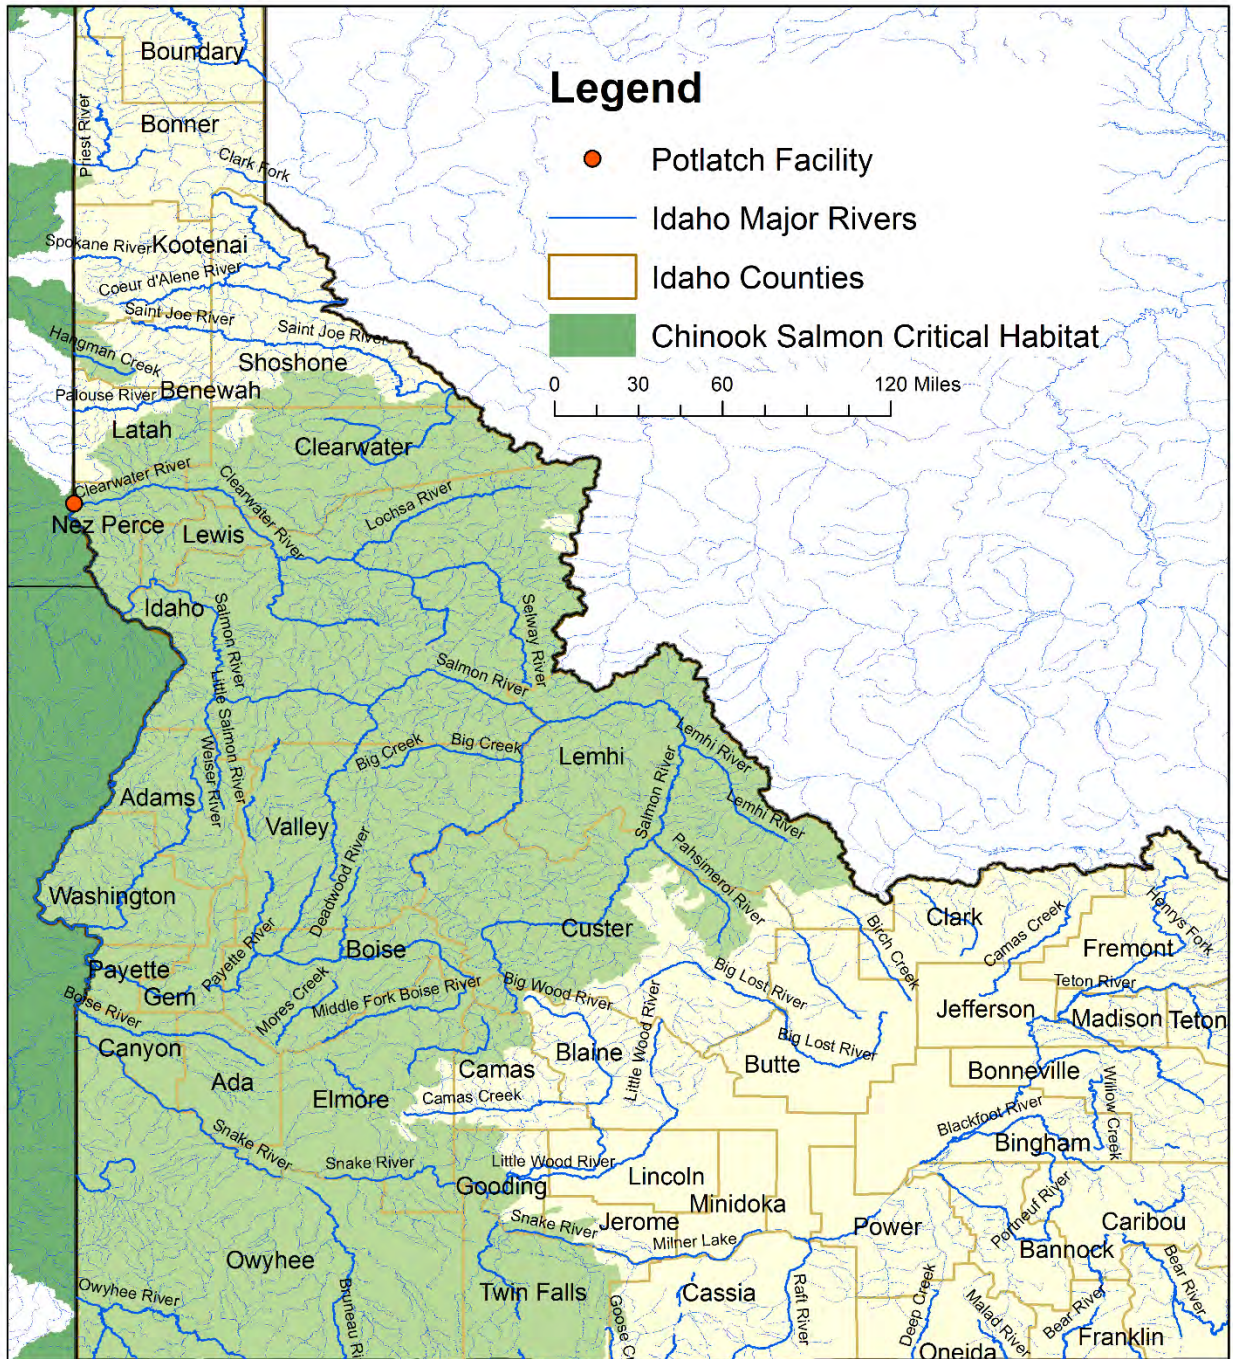 Boundary
Bonner
Priest River
Clark Fork
Legend
Potlatch Facility
Idaho Major Rivers
Idaho Counties
Chinook Salmon Critical Habitat
0 30 60 120 Miles
Spokane River
Kootenai
Coeur d'Alene River
Saint Joe River
Saint Joe River
Hangman Creek
Shoshone
Benewah
Palouse River
Latah
Clearwater
Clearwater River
Clearwater River
Lochsa River
Nez Perce
Lewis
Idaho
Salmon River
Selway River
Salmon River
Little Salmon River
Weiser River
Big Creek
Big Creek
Lemhi
Lemhi River
Lemhi River
Salmon River
Adams
Valley
Deadwood River
Pahsimeroi River
Washington
Custer
Birch Creek
Clark
Camas Creek
Henrys Fork
Fremont
Payette
Gem
Payette River
Boise
Mores Creek
Middle Fork Boise River
Big Wood River
Big Lost River
Teton River
Boise River
Jefferson
Madison
Teton
Canyon
Blaine
Little Wood River
Big Lost River
Butte
Camas
Bonneville
Ada
Elmore
Camas Creek
Willow Creek
Blackfoot River
Bingham
Snake River
Snake River
Little Wood River
Gooding
Lincoln
Minidoka
Portneuf River
Snake River
Jerome
Milner Lake
Power
Caribou
Bannock
Owyhee
Bear River
Owyhee River
Bruneau Ri
Twin Falls
Goose C
Cassia
Raft River
Deep Creek
Malad River
Bear River
Franklin
Oneida